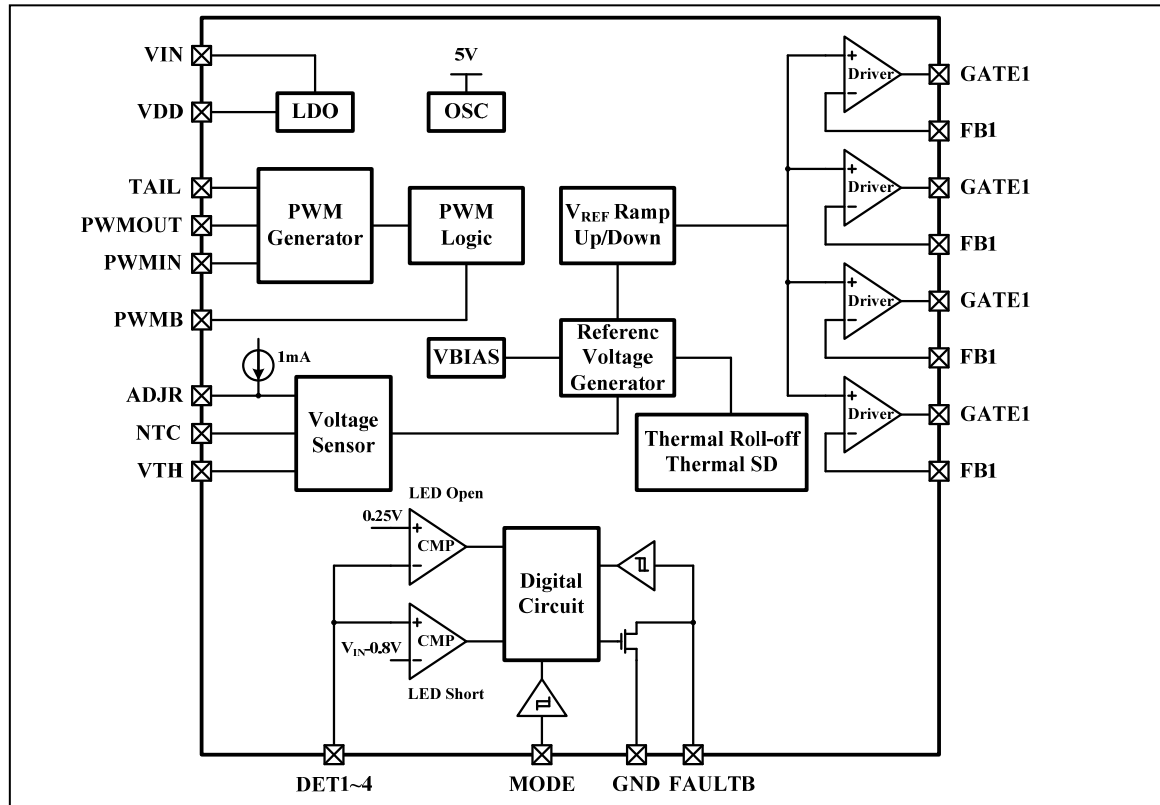 VIN
VDD
LDO
5V
OSC
TAIL
PWMOUT
PWMIN
PWMB
PWM
Generator
PWM
Logic
VREF Ramp
Up/Down
VBIAS
Referenc
Voltage
Generator
1mA
ADJR
NTC
VTH
Voltage
Sensor
Thermal Roll-off
Thermal SD
+
Driver
−
GATE1
FB1
+
Driver
−
GATE1
FB1
+
Driver
−
GATE1
FB1
+
Driver
−
GATE1
FB1
LED Open
0.25V
+
CMP
−
+
CMP
−
VIN-0.8V
LED Short
Digital
Circuit
DET1~4
MODE
GND
FAULTB